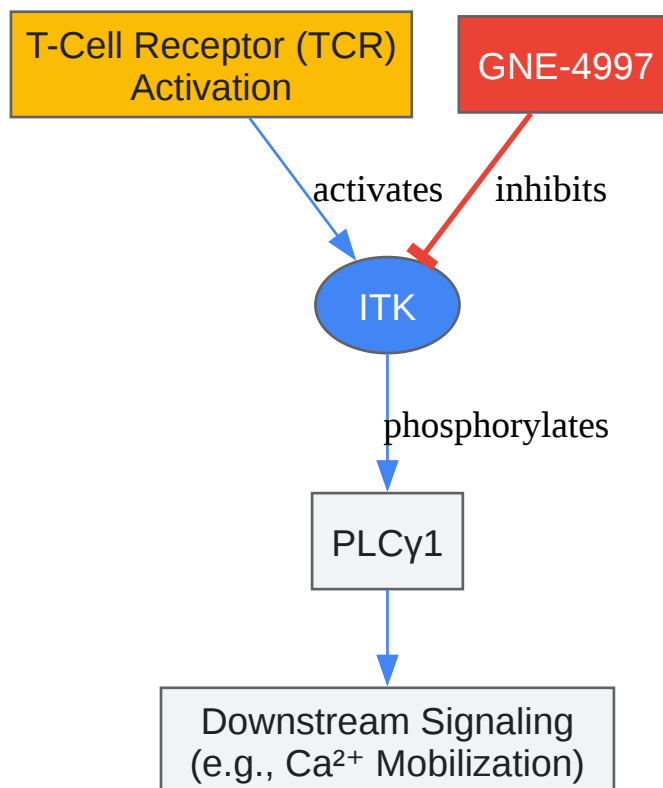 T-Cell Receptor (TCR)
Activation
GNE-4997
activates
inhibits
ITK
phosphorylates
PLCγ1
Downstream Signaling
(e.g., Ca²⁺ Mobilization)